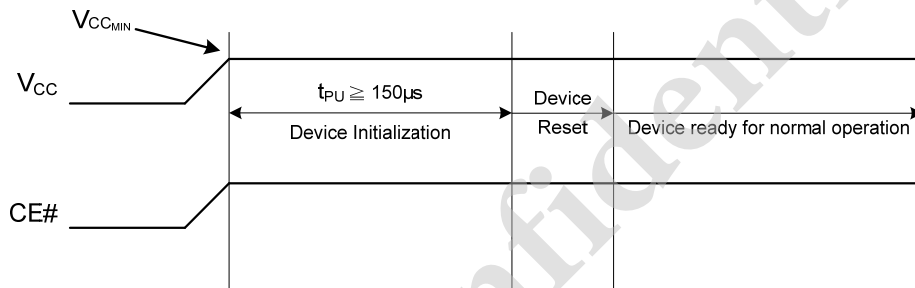 VCCMIN
VCC
tPU ≧ 150µs
Device Initialization
Device
Reset
Device ready for normal operation
CE#